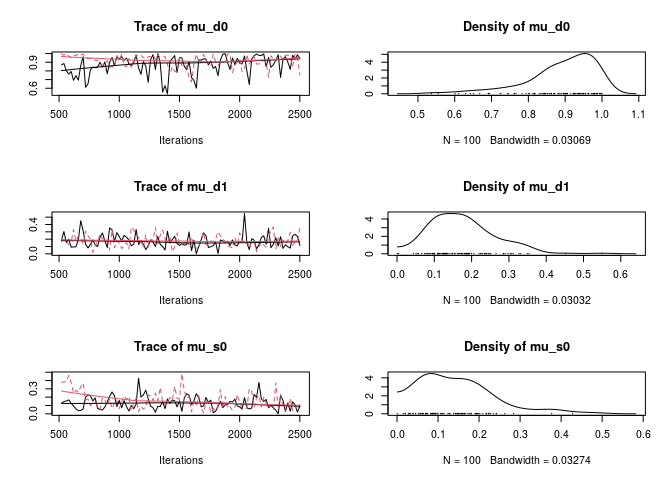 Trace of mu_d0
0.6 0.9
500 1000 1500 2000 2500
Iterations
Density of mu_d0
0 2 4
0.5 0.6 0.7 0.8 0.9 1.0 1.1
N = 100 Bandwidth = 0.03069
Trace of mu_d1
0.0 0.4
500 1000 1500 2000 2500
Iterations
Density of mu_d1
0 2 4
0.0 0.1 0.2 0.3 0.4 0.5 0.6
N = 100 Bandwidth = 0.03032
Trace of mu_s0
0.0 0.3
500 1000 1500 2000 2500
Iterations
Density of mu_s0
0 2 4
0.0 0.1 0.2 0.3 0.4 0.5 0.6
N = 100 Bandwidth = 0.03274